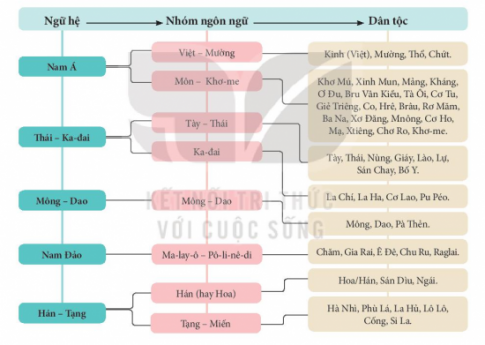 Ngữ hệ
Nhóm ngôn ngữ
Dân tộc
Nam Á
Việt – Mường
Kinh (Việt), Mường, Thổ, Chứt.
Môn – Khơ-me
Khơ Mú, Xinh Mun, Mảng, Kháng,
Ơ Đu, Bru Vân Kiều, Tà Ôi, Cơ Tu,
Giẻ Triêng, Co, Hrê, Brâu, Rơ Măm,
Ba Na, Xơ Đăng, Mnông, Cơ Ho,
Mạ, Xtiêng, Chơ Ro, Khơ-me.
Thái – Ka-đai
Tày – Thái
Tày, Thái, Nùng, Giáy, Lào, Lự,
Sán Chay, Bố Y.
Ka-đai
La Chí, La Ha, Cơ Lao, Pu Péo.
Mông – Dao
Mông – Dao
Mông, Dao, Pà Thẻn.
Nam Đảo
Ma-lay-ô – Pô-li-nê-di
Chăm, Gia Rai, Ê Đê, Chu Ru, Raglai.
Hán – Tạng
Hán (hay Hoa)
Hoa/Hán, Sán Dìu, Ngái.
Tạng – Miến
Hà Nhì, Phù Lá, La Hủ, Lô Lô,
Cống, Si La.
KẾT NỐI TRI THỨC
VỚI CUỘC SỐNG